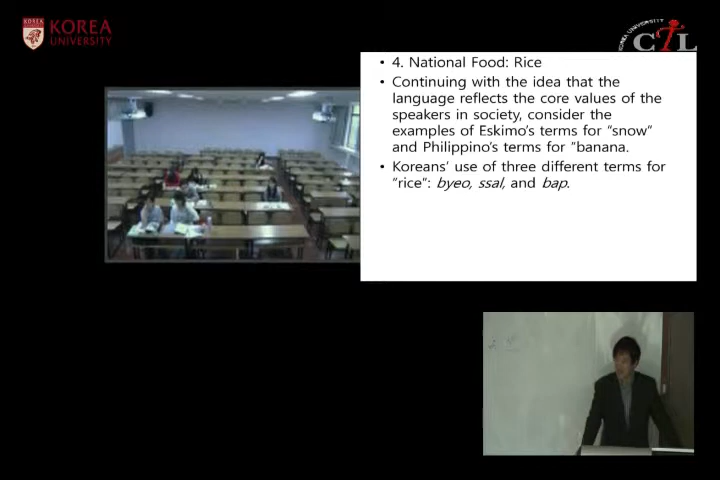 KOREA
UNIVERSITY
KOREA UNIVERSITY
CTL
• 4. National Food: Rice
• Continuing with the idea that the
language reflects the core values of the
speakers in society, consider the
examples of Eskimo's terms for "snow"
and Philippino's terms for "banana.
• Koreans' use of three different terms for
"rice": byeo, ssal, and bap.